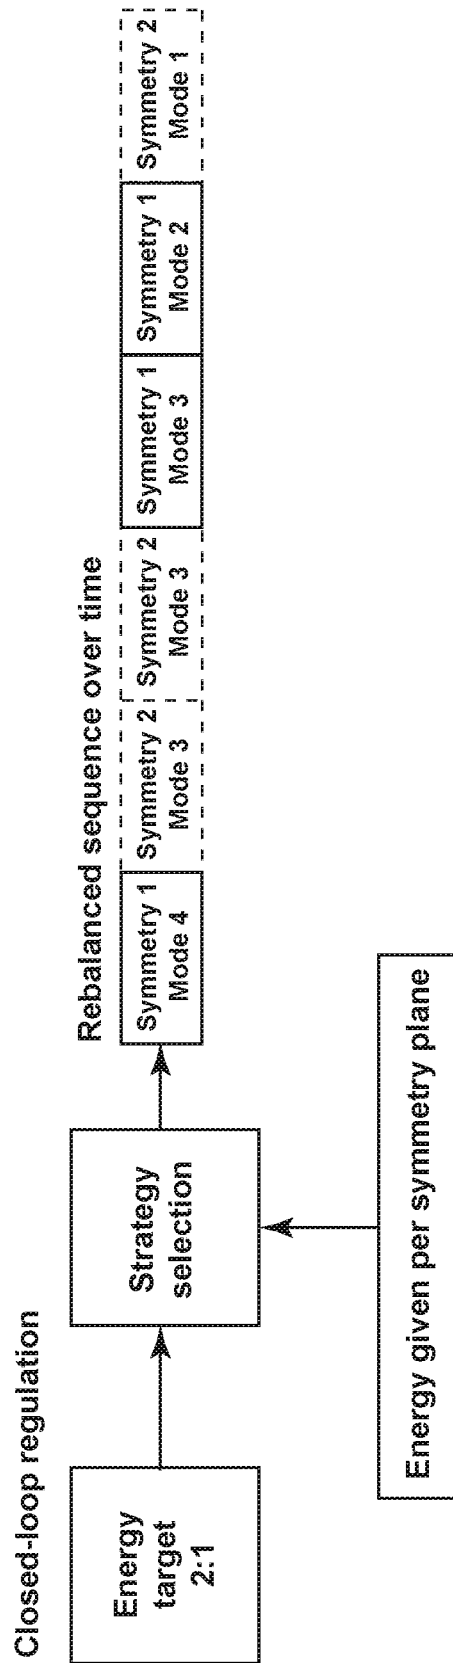 Closed-loop regulation
Energy
target
2:1
Strategy
selection
Energy given per symmetry plane
Rebalanced sequence over time
Symmetry 1
Mode 4
Symmetry 2
Mode 3
Symmetry 2
Mode 3
Symmetry 1
Mode 3
Symmetry 1
Mode 2
Symmetry 2
Mode 1